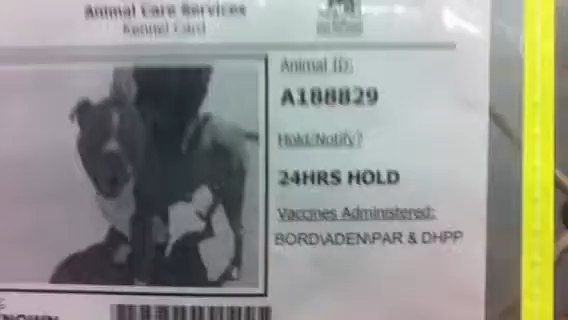 Animal Care Services
Kennel Card
Animal ID:
A188829
Hold/Notify?
24HRS HOLD
Vaccines Administered:
BORD\ADEN\PAR & DHPP